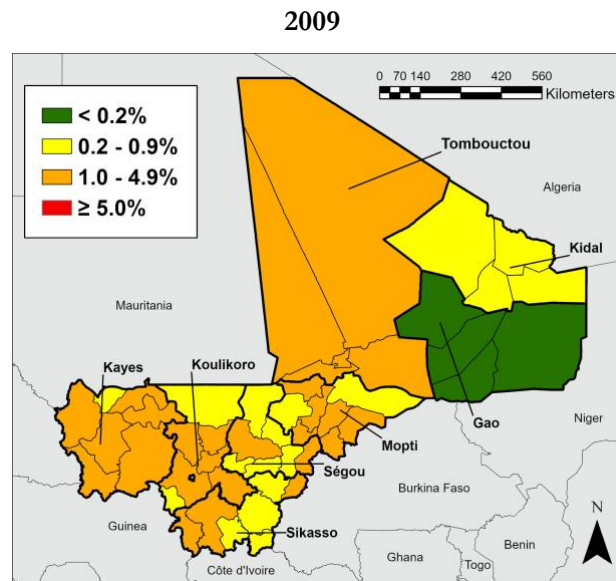 2009
0 70 140 280 420 560
Kilometers
< 0.2%
0.2 - 0.9%
1.0 - 4.9%
≥ 5.0%
Tombouctou
Algeria
Kidal
Mauritania
Kayes
Koulikoro
Gao
Niger
Mopti
Ségou
Burkina Faso
Guinea
Sikasso
N
Benin
Ghana
Togo
Côte d'Ivoire